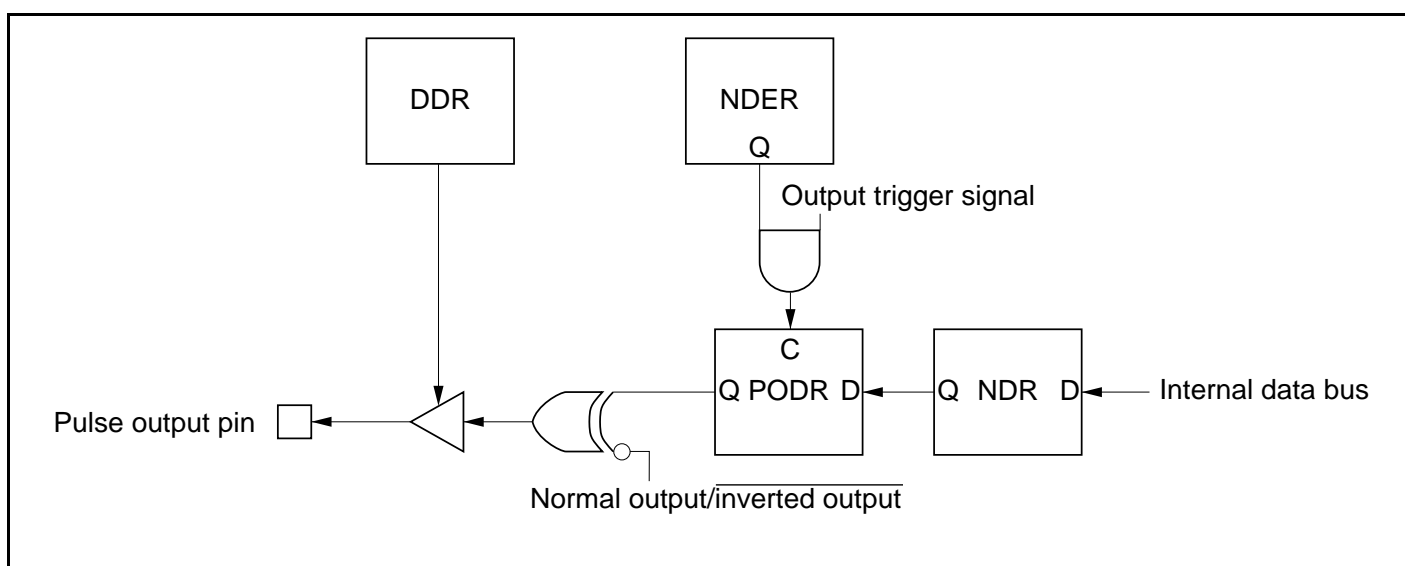 DDR
NDER
Q
Output trigger signal
C
Q PODR D
Q NDR D
Internal data bus
Pulse output pin
Normal output/inverted output